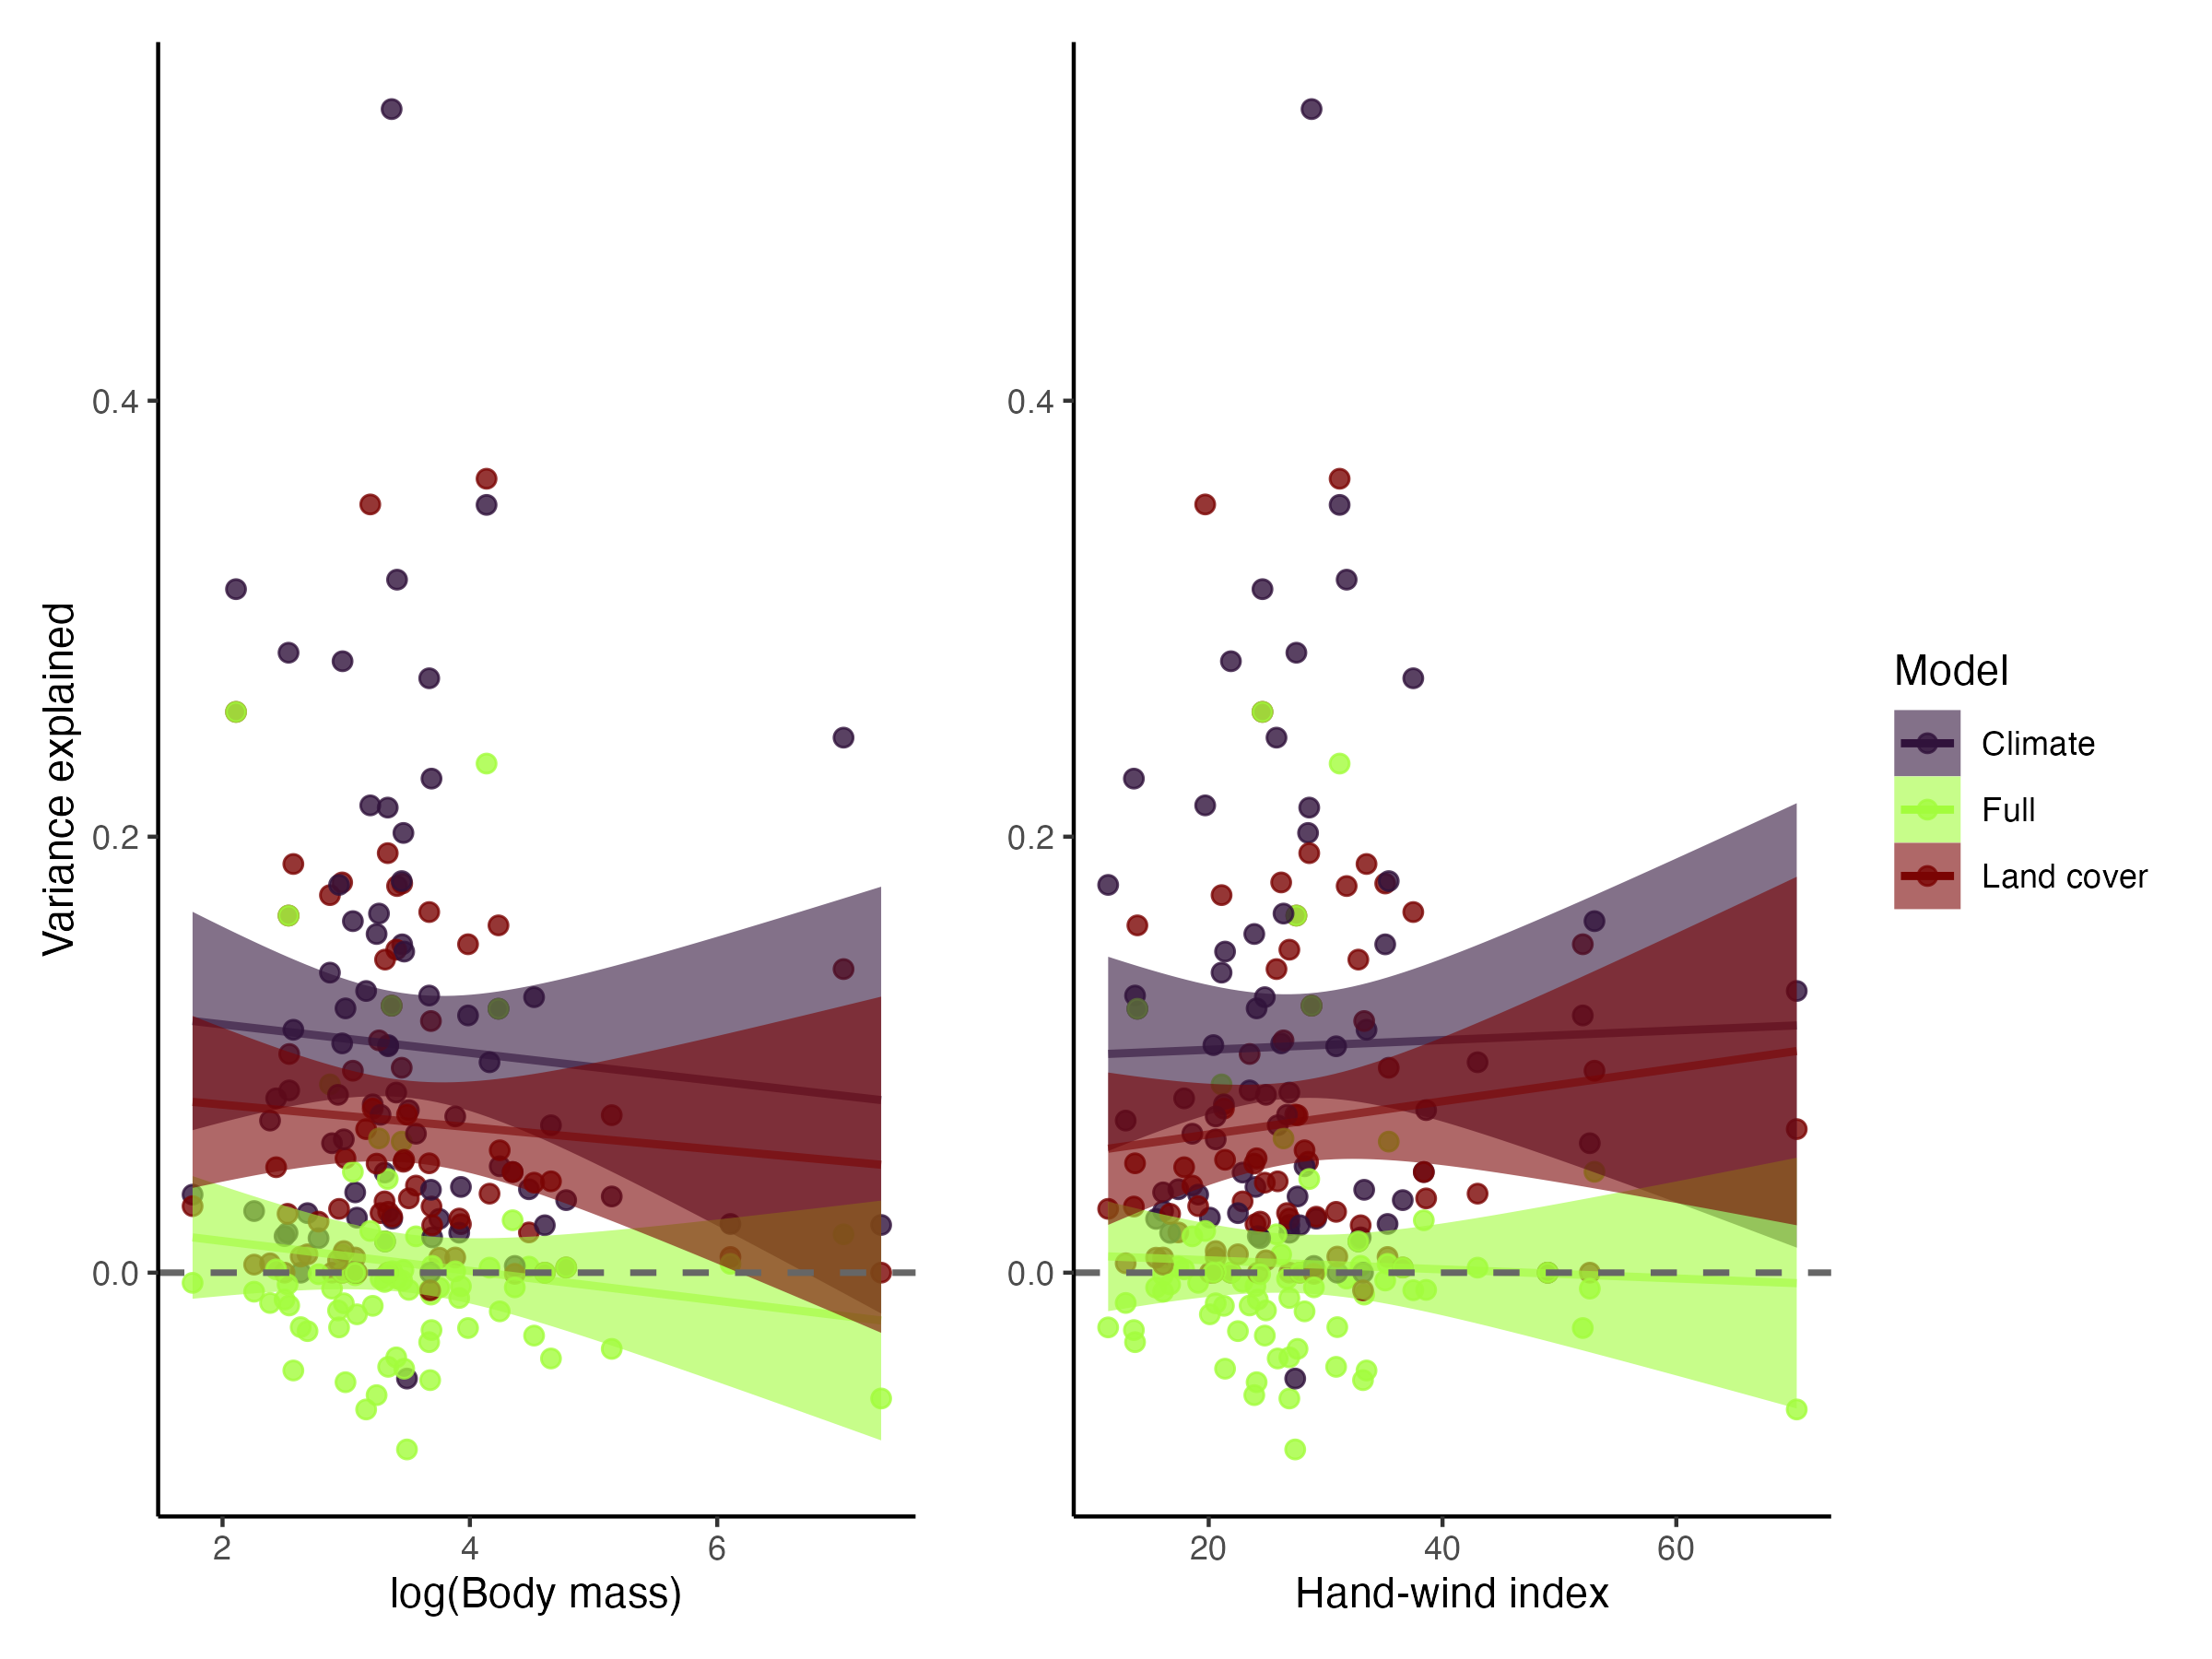 Variance explained
0.4
0.2
0.0
2 4 6
log(Body mass)
0.4
0.2
0.0
20 40 60
Hand-wind index
Model
Climate
Full
Land cover